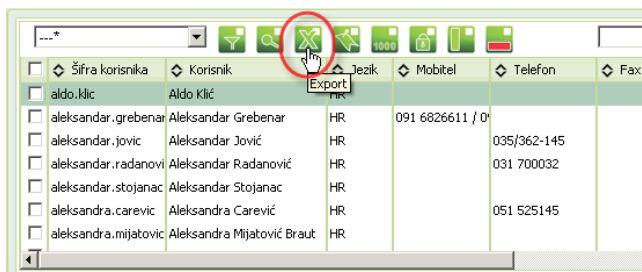 ---*
1000
Šifra korisnika Korisnik Jezik Mobitel Telefon Fax
Export
aldo.klic Aldo Klić HR
aleksandar.grebenar Aleksandar Grebenar HR 091 6826611 / 0
aleksandar.jovic Aleksandar Jović HR 035/362-145
aleksandar.radanovi Aleksandar Radanović HR 031 700032
aleksandar.stojanac Aleksandar Stojanac HR
aleksandra.carevic Aleksandra Carević HR 051 525145
aleksandra.mijatovic Aleksandra Mijatović Braut HR